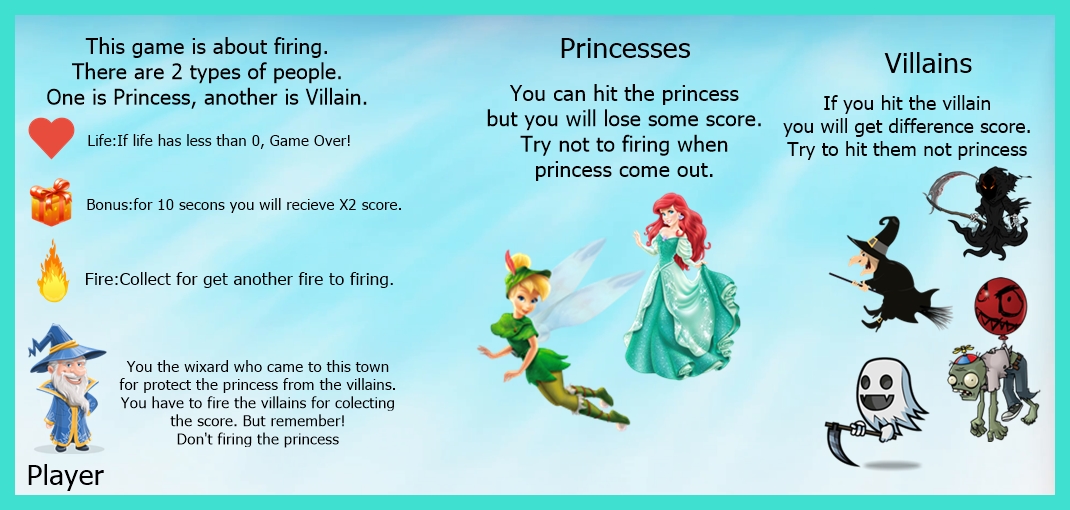 This game is about firing.
There are 2 types of people.
One is Princess, another is Villain.
Life:If life has less than 0, Game Over!
Bonus:for 10 secons you will recieve X2 score.
Fire:Collect for get another fire to firing.
You the wixard who came to this town
for protect the princess from the villains.
You have to fire the villains for colecting
the score. But remember!
Don't firing the princess
Player
Princesses
You can hit the princess
but you will lose some score.
Try not to firing when
princess come out.
Villains
If you hit the villain
you will get difference score.
Try to hit them not princess